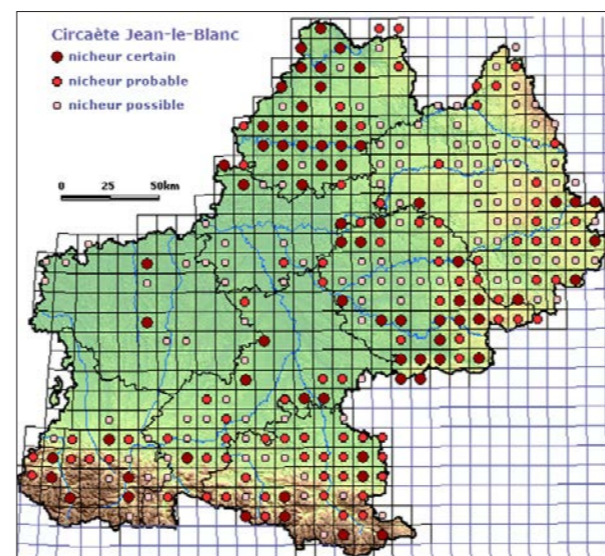 Circaète Jean-le-Blanc
nicheur certain
nicheur probable
nicheur possible
0 25 50km